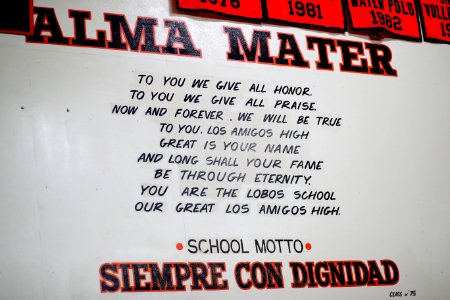 1978
1981
WATER POLO
1982
VOLL
ALMA MATER
TO YOU WE GIVE ALL HONOR.
TO YOU WE GIVE ALL PRAISE.
NOW AND FOREVER . WE WILL BE TRUE
TO YOU. LOS AMIGOS HIGH
GREAT IS YOUR NAME
AND LONG SHALL YOUR FAME
BE THROUGH ETERNITY.
YOU ARE THE LOBOS SCHOOL
OUR GREAT LOS AMIGOS HIGH.
• SCHOOL MOTTO •
SIEMPRE CON DIGNIDAD
CLASS of 75